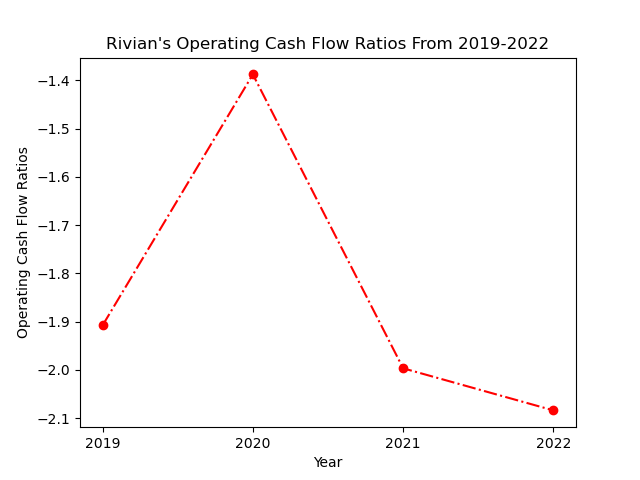 Rivian's Operating Cash Flow Ratios From 2019-2022
Operating Cash Flow Ratios
−1.4
−1.5
−1.6
−1.7
−1.8
−1.9
−2.0
−2.1
2019 2020 2021 2022
Year